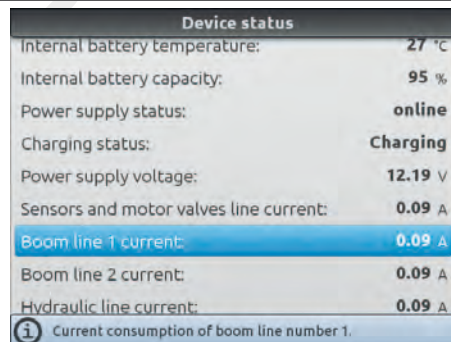 Device status
Internal battery temperature: 27 °C
Internal battery capacity: 95 %
Power supply status: online
Charging status: Charging
Power supply voltage: 12.19 V
Sensors and motor valves line current: 0.09 A
Boom line 1 current: 0.09 A
Boom line 2 current: 0.09 A
Hydraulic line current: 0.09 A
i Current consumption of boom line number 1.